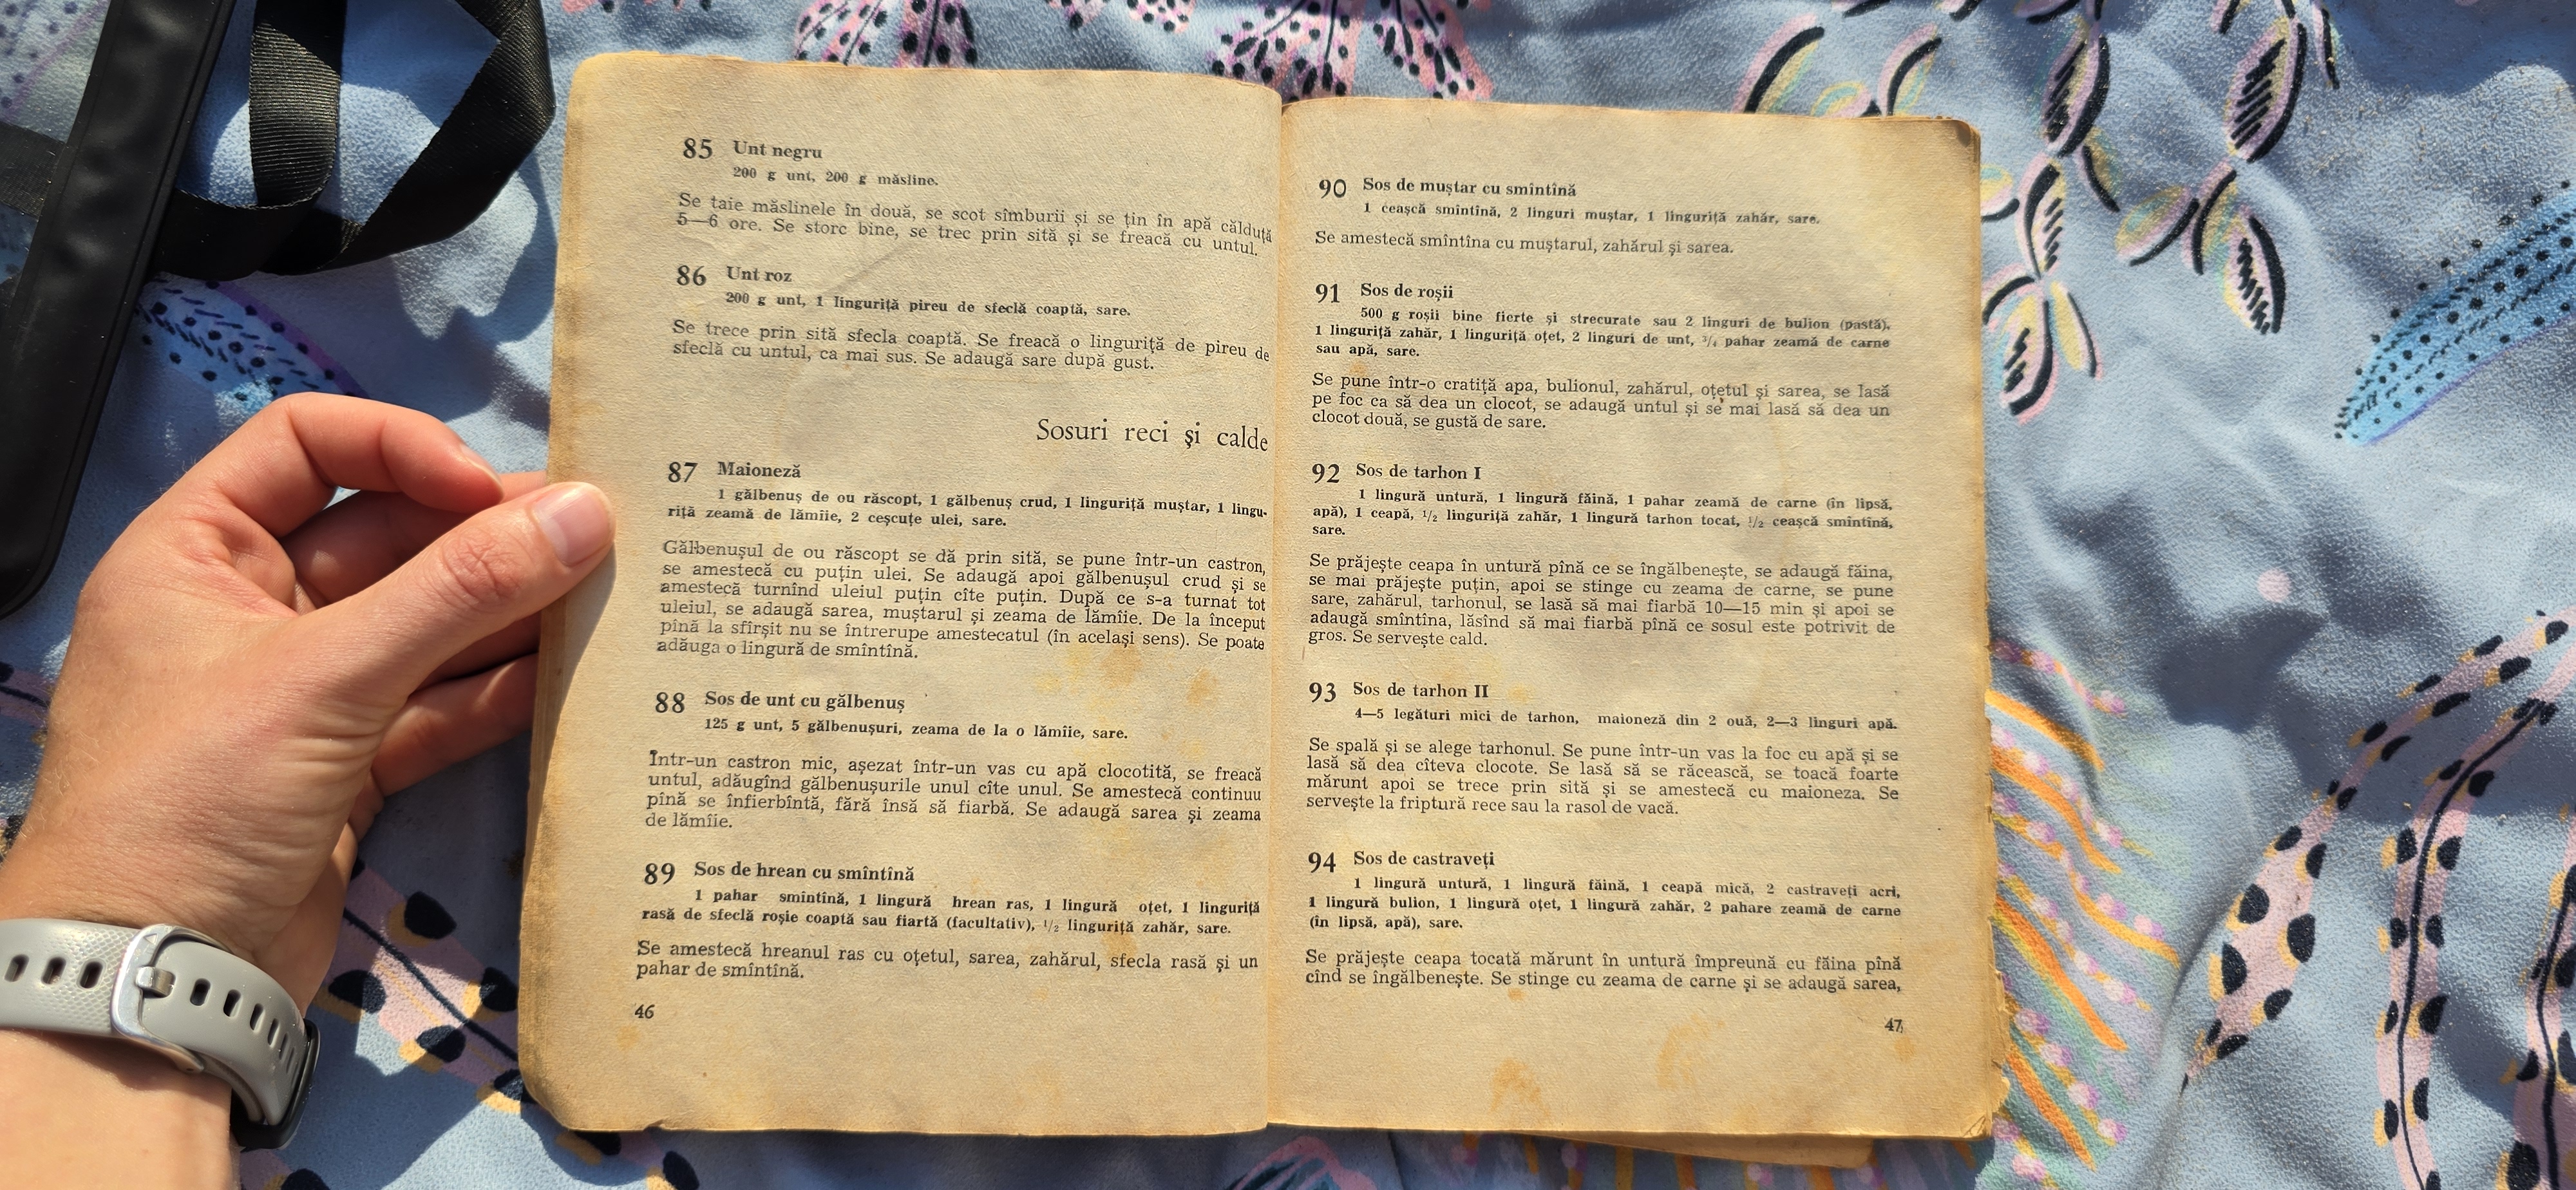 85 Unt negru
200 g unt, 200 g măsline.
Se taie măslinele în două, se scot sîmburii și se țin în apă călduță
5—6 ore. Se storc bine, se trec prin sită și se freacă cu untul.
86 Unt roz
200 g unt, 1 linguriță pireu de sfeclă coaptă, sare.
Se trece prin sită sfecla coaptă. Se freacă o linguriță de pireu de
sfeclă cu untul, ca mai sus. Se adaugă sare după gust.
Sosuri reci și calde
87 Maioneză
1 gălbenuș de ou răscopt, 1 gălbenuș crud, 1 linguriță muștar, 1 lingu-
riță zeamă de lămîie, 2 ceșcuțe ulei, sare.
Gălbenușul de ou răscopt se dă prin sită, se pune într-un castron,
se amestecă cu puțin ulei. Se adaugă apoi gălbenușul crud și se
amestecă turnînd uleiul puțin cîte puțin. După ce s-a turnat tot
uleiul, se adaugă sarea, muștarul și zeama de lămîie. De la început
pînă la sfîrșit nu se întrerupe amestecatul (în același sens). Se poate
adăuga o lingură de smîntînă.
88 Sos de unt cu gălbenuș
125 g unt, 5 gălbenușuri, zeama de la o lămîie, sare.
Într-un castron mic, așezat într-un vas cu apă clocotită, se freacă
untul, adăugînd gălbenușurile unul cîte unul. Se amestecă continuu
pînă se înfierbîntă, fără însă să fiarbă. Se adaugă sarea și zeama
de lămîie.
89 Sos de hrean cu smîntînă
1 pahar smîntînă, 1 lingură hrean ras, 1 lingură oțet, 1 linguriță
rasă de sfeclă roșie coaptă sau fiartă (facultativ), 1/2 linguriță zahăr, sare.
Se amestecă hreanul ras cu oțetul, sarea, zahărul, sfecla rasă și un
pahar de smîntînă.
46
90 Sos de muștar cu smîntînă
1 ceașcă smîntînă, 2 linguri muștar, 1 linguriță zahăr, sare.
Se amestecă smîntîna cu muștarul, zahărul și sarea.
91 Sos de roșii
500 g roșii bine fierte și strecurate sau 2 linguri de bulion (pastă),
1 linguriță zahăr, 1 linguriță oțet, 2 linguri de unt, 3/4 pahar zeamă de carne
sau apă, sare.
Se pune într-o cratiță apa, bulionul, zahărul, oțetul și sarea, se lasă
pe foc ca să dea un clocot, se adaugă untul și se mai lasă să dea un
clocot două, se gustă de sare.
92 Sos de tarhon I
1 lingură untură, 1 lingură făină, 1 pahar zeamă de carne (în lipsă,
apă), 1 ceapă, 1/2 linguriță zahăr, 1 lingură tarhon tocat, 1/2 ceașcă smîntînă,
sare.
Se prăjește ceapa în untură pînă ce se îngălbenește, se adaugă făina,
se mai prăjește puțin, apoi se stinge cu zeama de carne, se pune
sare, zahărul, tarhonul, se lasă să mai fiarbă 10—15 min și apoi se
adaugă smîntîna, lăsînd să mai fiarbă pînă ce sosul este potrivit de
gros. Se servește cald.
93 Sos de tarhon II
4—5 legături mici de tarhon, maioneză din 2 ouă, 2—3 linguri apă.
Se spală și se alege tarhonul. Se pune într-un vas la foc cu apă și se
lasă să dea cîteva clocote. Se lasă să se răcească, se toacă foarte
mărunt apoi se trece prin sită și se amestecă cu maioneza. Se
servește la friptură rece sau la rasol de vacă.
94 Sos de castraveți
1 lingură untură, 1 lingură făină, 1 ceapă mică, 2 castraveți acri,
1 lingură bulion, 1 lingură oțet, 1 lingură zahăr, 2 pahare zeamă de carne
(în lipsă, apă), sare.
Se prăjește ceapa tocată mărunt în untură împreună cu făina pînă
cînd se îngălbenește. Se stinge cu zeama de carne și se adaugă sarea,
47